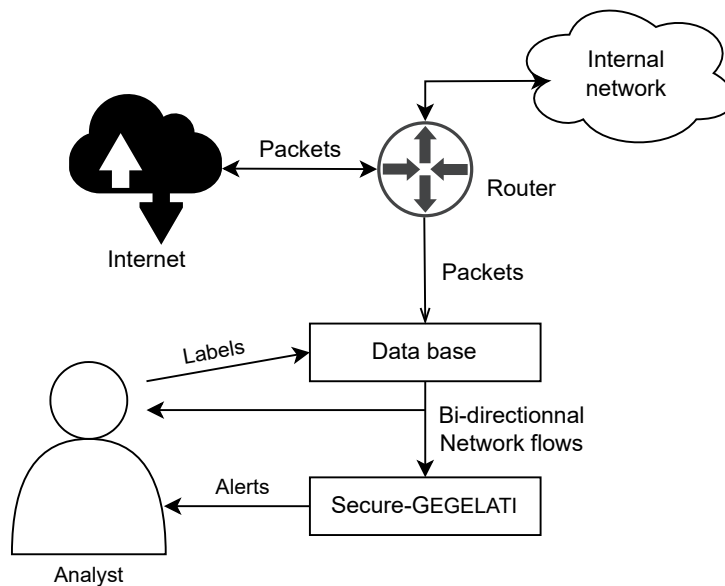 Internal
network
Packets
Router
Internet
Packets
Labels
Data base
Bi-directionnal
Network flows
Alerts
Secure-GEGELATI
Analyst